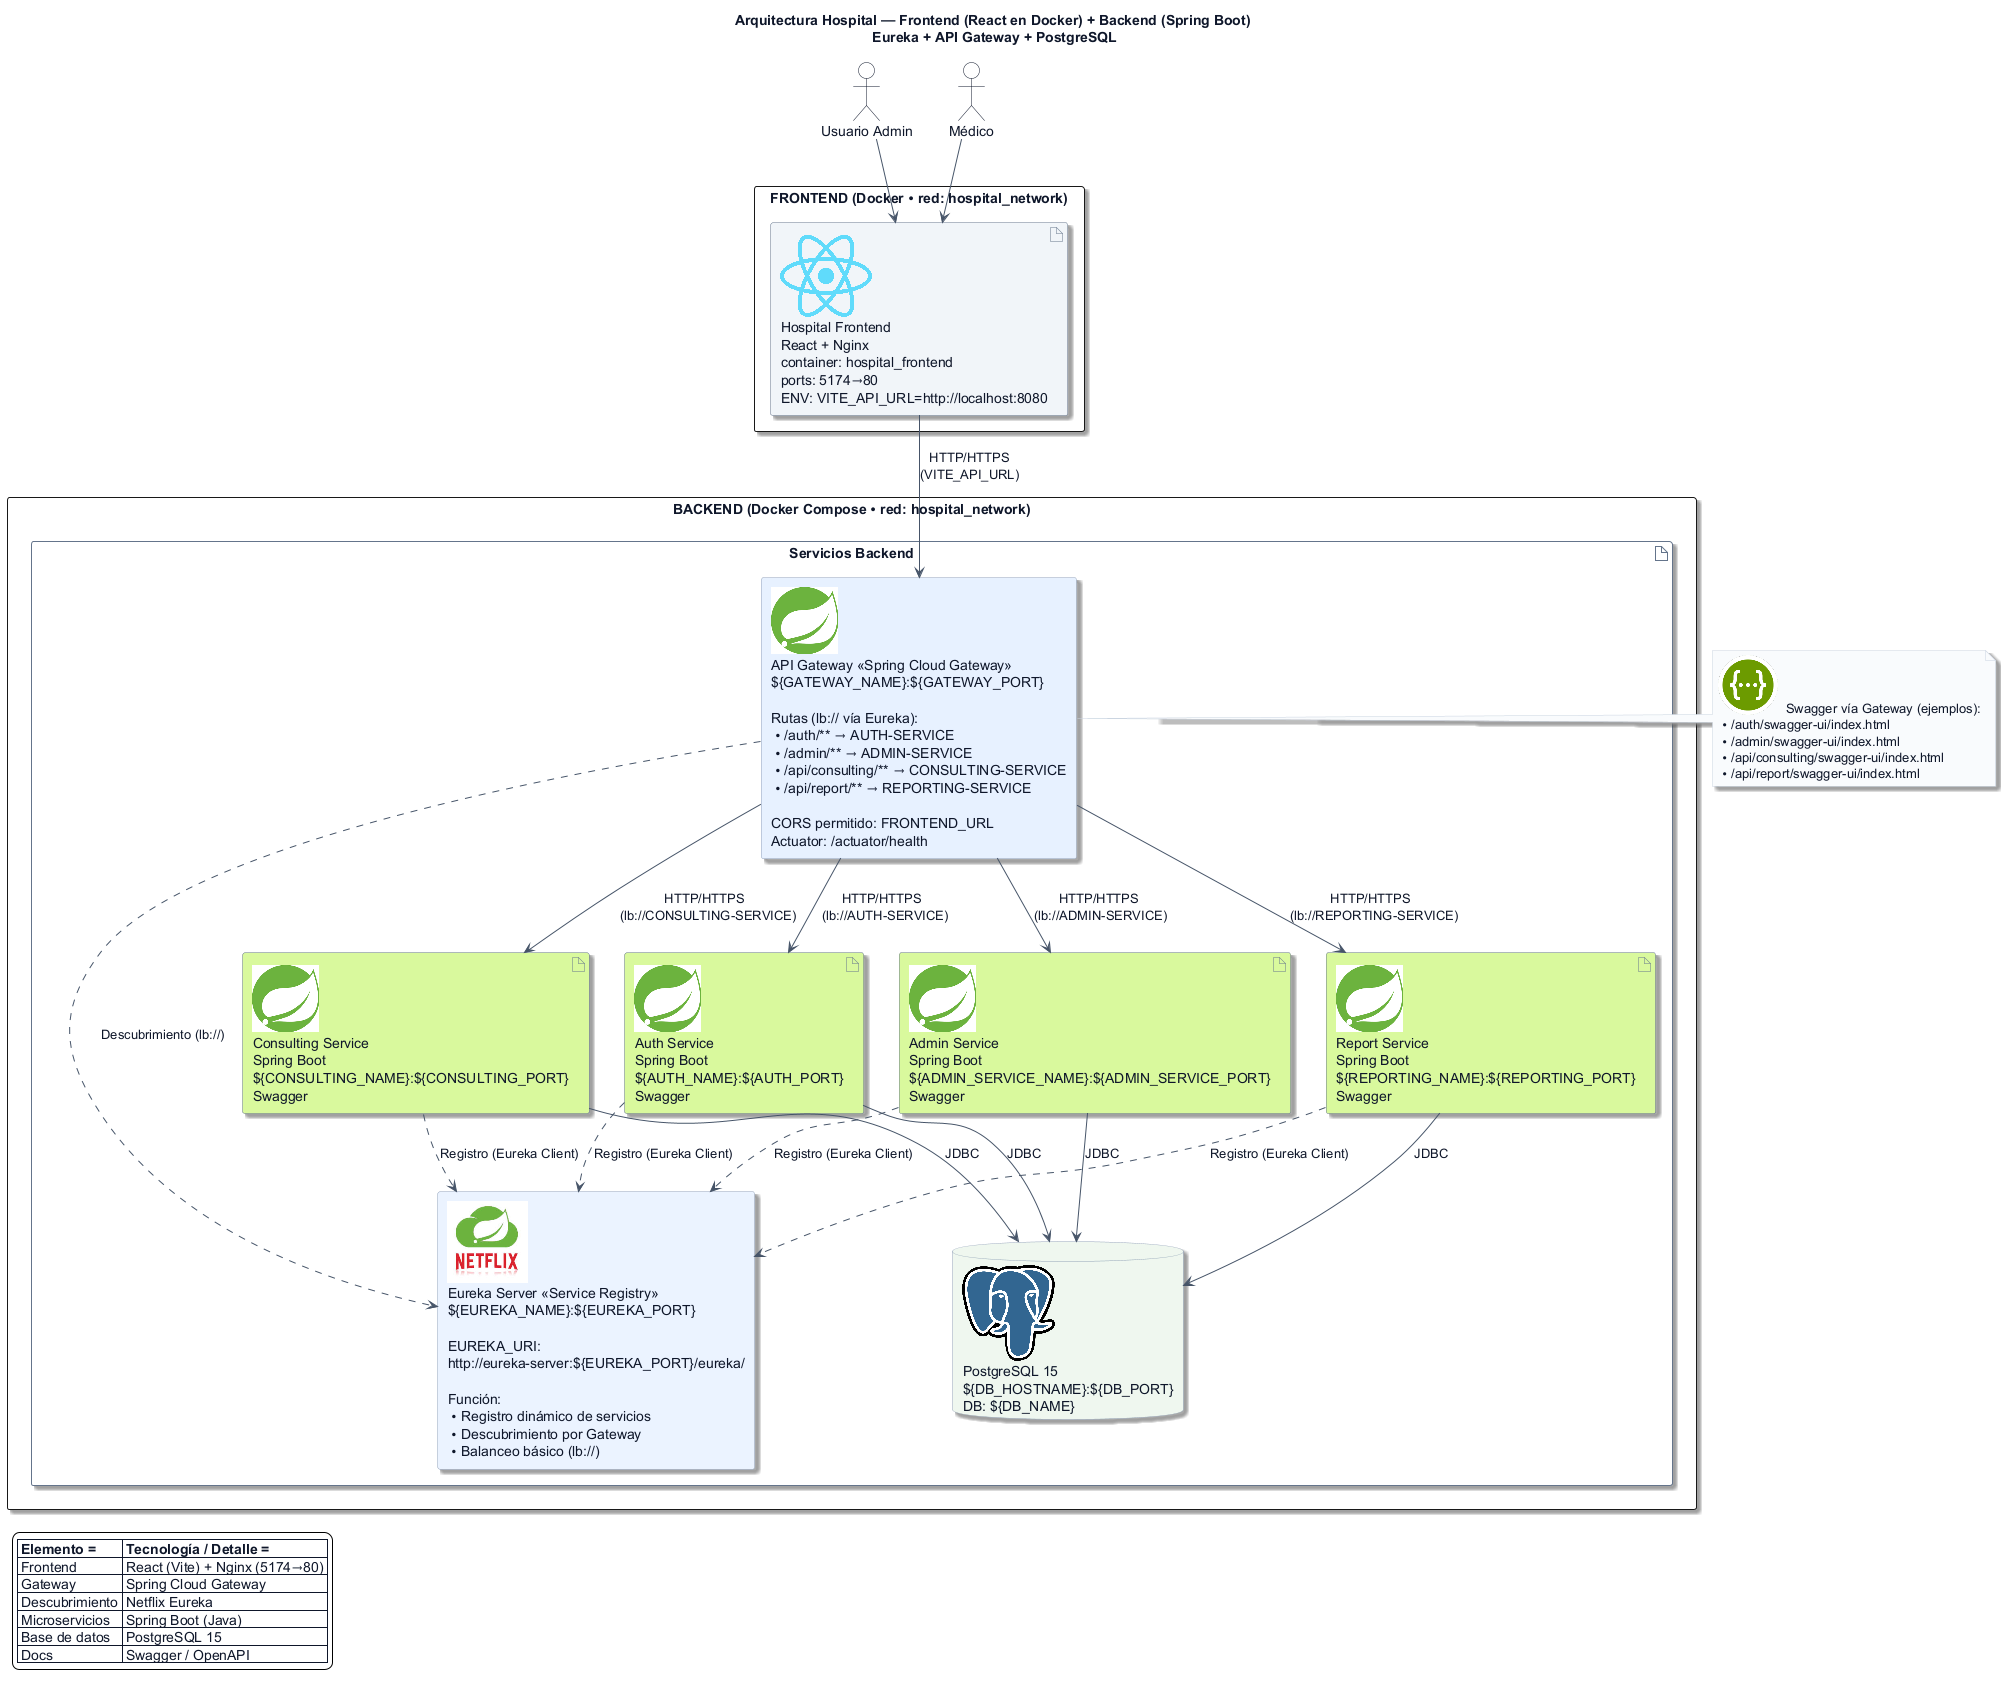 Arquitectura Hospital — Frontend (React en Docker) + Backend (Spring Boot)
Eureka + API Gateway + PostgreSQL
Usuario Admin
Médico
FRONTEND (Docker • red: hospital_network)
Hospital Frontend
React + Nginx
container: hospital_frontend
ports: 5174→80
ENV: VITE_API_URL=http://localhost:8080
HTTP/HTTPS
(VITE_API_URL)
BACKEND (Docker Compose • red: hospital_network)
Servicios Backend
API Gateway «Spring Cloud Gateway»
${GATEWAY_NAME}:${GATEWAY_PORT}
Rutas (lb:// vía Eureka):
• /auth/** → AUTH-SERVICE
• /admin/** → ADMIN-SERVICE
• /api/consulting/** → CONSULTING-SERVICE
• /api/report/** → REPORTING-SERVICE
CORS permitido: FRONTEND_URL
Actuator: /actuator/health
{···}
Swagger vía Gateway (ejemplos):
• /auth/swagger-ui/index.html
• /admin/swagger-ui/index.html
• /api/consulting/swagger-ui/index.html
• /api/report/swagger-ui/index.html
HTTP/HTTPS
(lb://CONSULTING-SERVICE)
HTTP/HTTPS
(lb://AUTH-SERVICE)
HTTP/HTTPS
(lb://ADMIN-SERVICE)
HTTP/HTTPS
(lb://REPORTING-SERVICE)
Descubrimiento (lb://)
Consulting Service
Spring Boot
${CONSULTING_NAME}:${CONSULTING_PORT}
Swagger
Auth Service
Spring Boot
${AUTH_NAME}:${AUTH_PORT}
Swagger
Admin Service
Spring Boot
${ADMIN_SERVICE_NAME}:${ADMIN_SERVICE_PORT}
Swagger
Report Service
Spring Boot
${REPORTING_NAME}:${REPORTING_PORT}
Swagger
Registro (Eureka Client)
Registro (Eureka Client)
Registro (Eureka Client)
JDBC
JDBC
JDBC
Registro (Eureka Client)
JDBC
NETFLIX
Eureka Server «Service Registry»
${EUREKA_NAME}:${EUREKA_PORT}
EUREKA_URI:
http://eureka-server:${EUREKA_PORT}/eureka/
Función:
• Registro dinámico de servicios
• Descubrimiento por Gateway
• Balanceo básico (lb://)
PostgreSQL 15
${DB_HOSTNAME}:${DB_PORT}
DB: ${DB_NAME}
Elemento = Tecnología / Detalle =
Frontend React (Vite) + Nginx (5174→80)
Gateway Spring Cloud Gateway
Descubrimiento Netflix Eureka
Microservicios Spring Boot (Java)
Base de datos PostgreSQL 15
Docs Swagger / OpenAPI